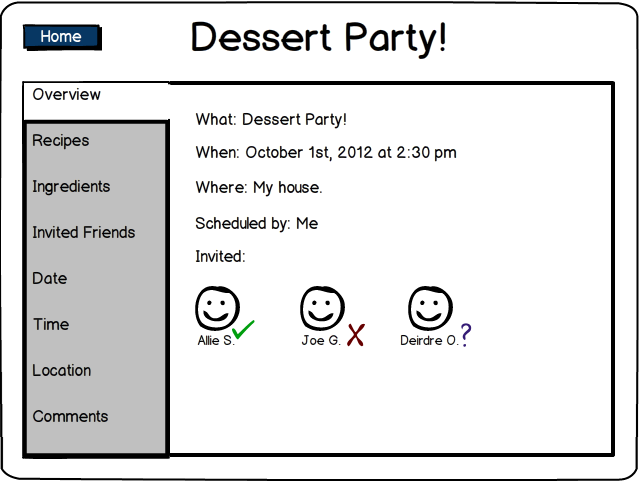 Home
Dessert Party!
Overview
Recipes
Ingredients
Invited Friends
Date
Time
Location
Comments
What: Dessert Party!
When: October 1st, 2012 at 2:30 pm
Where: My house.
Scheduled by: Me
Invited:
Allie S. Joe G. Deirdre O. ?